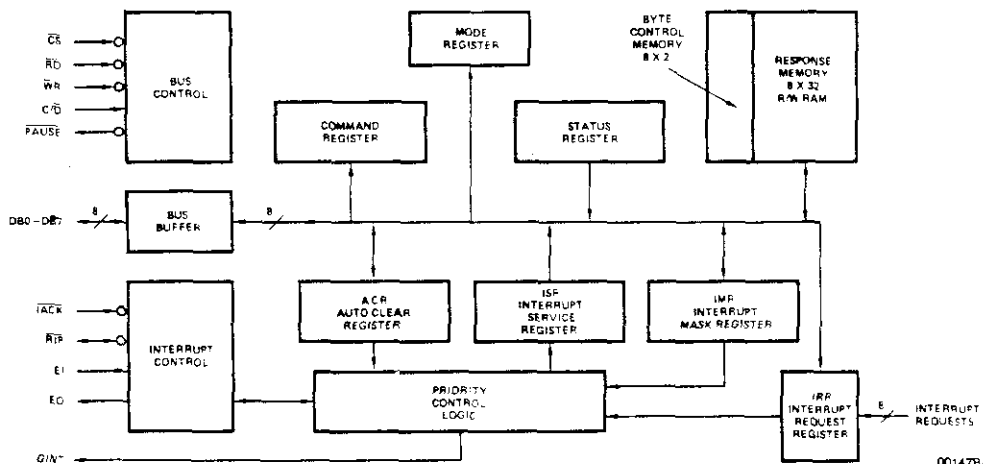 CS
RD
WR
C/D
PAUSE
BUS
CONTROL
MODE
REGISTER
BYTE
CONTROL
MEMORY
8 X 2
RESPONSE
MEMORY
8 X 32
R/W RAM
COMMAND
REGISTER
STATUS
REGISTER
DB0-DB7
8
BUS
BUFFER
8
IACK
RIP
EI
EO
GINT
INTERRUPT
CONTROL
ACR
AUTO CLEAR
REGISTER
ISR
INTERRUPT
SERVICE
REGISTER
IMR
INTERRUPT
MASK REGISTER
PRIORITY
CONTROL
LOGIC
IRR
INTERRUPT
REQUEST
REGISTER
8
INTERRUPT
REQUESTS